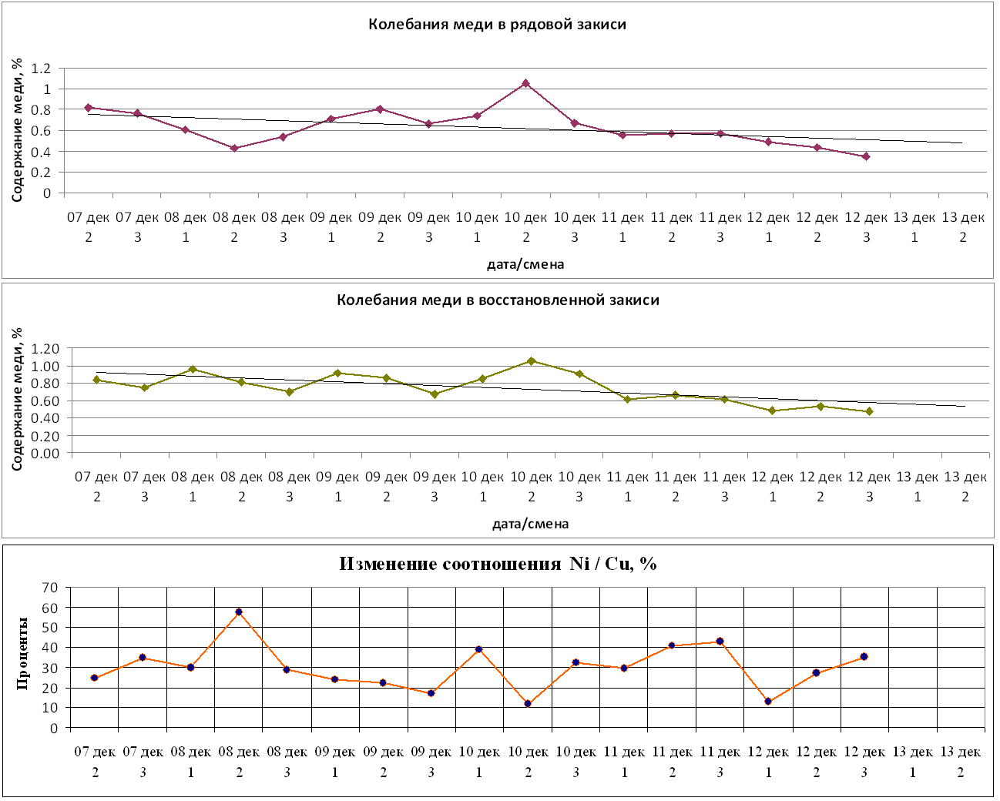 Колебания меди в рядовой закиси
Содержание меди, %
1.2
1
0.8
0.6
0.4
0.2
0
07 дек 07 дек 08 дек 08 дек 08 дек 09 дек 09 дек 09 дек 10 дек 10 дек 10 дек 11 дек 11 дек 11 дек 12 дек 12 дек 12 дек 13 дек 13 дек
2 3 1 2 3 1 2 3 1 2 3 1 2 3 1 2 3 1 2
дата/смена
Колебания меди в восстановленной закиси
Содержание меди, %
1.20
1.00
0.80
0.60
0.40
0.20
0.00
07 дек 07 дек 08 дек 08 дек 08 дек 09 дек 09 дек 09 дек 10 дек 10 дек 10 дек 11 дек 11 дек 11 дек 12 дек 12 дек 12 дек 13 дек 13 дек
2 3 1 2 3 1 2 3 1 2 3 1 2 3 1 2 3 1 2
дата/смена
Изменение соотношения Ni / Cu, %
Проценты
70
60
50
40
30
20
10
0
07 дек 07 дек 08 дек 08 дек 08 дек 09 дек 09 дек 09 дек 10 дек 10 дек 10 дек 11 дек 11 дек 11 дек 12 дек 12 дек 12 дек 13 дек 13 дек
2 3 1 2 3 1 2 3 1 2 3 1 2 3 1 2 3 1 2